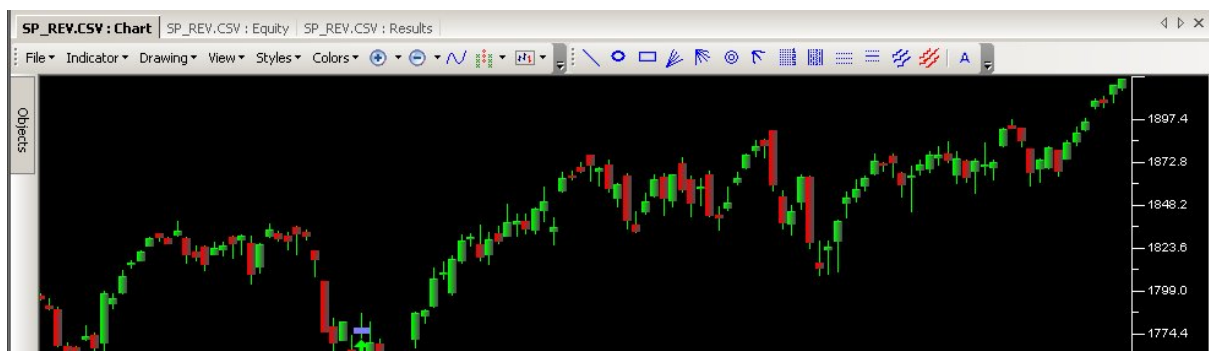 SP_REV.CSV : Chart SP_REV.CSV : Equity SP_REV.CSV : Results
File Indicator Drawing View Styles Colors A
Objects
1897.4
1872.8
1848.2
1823.6
1799.0
1774.4